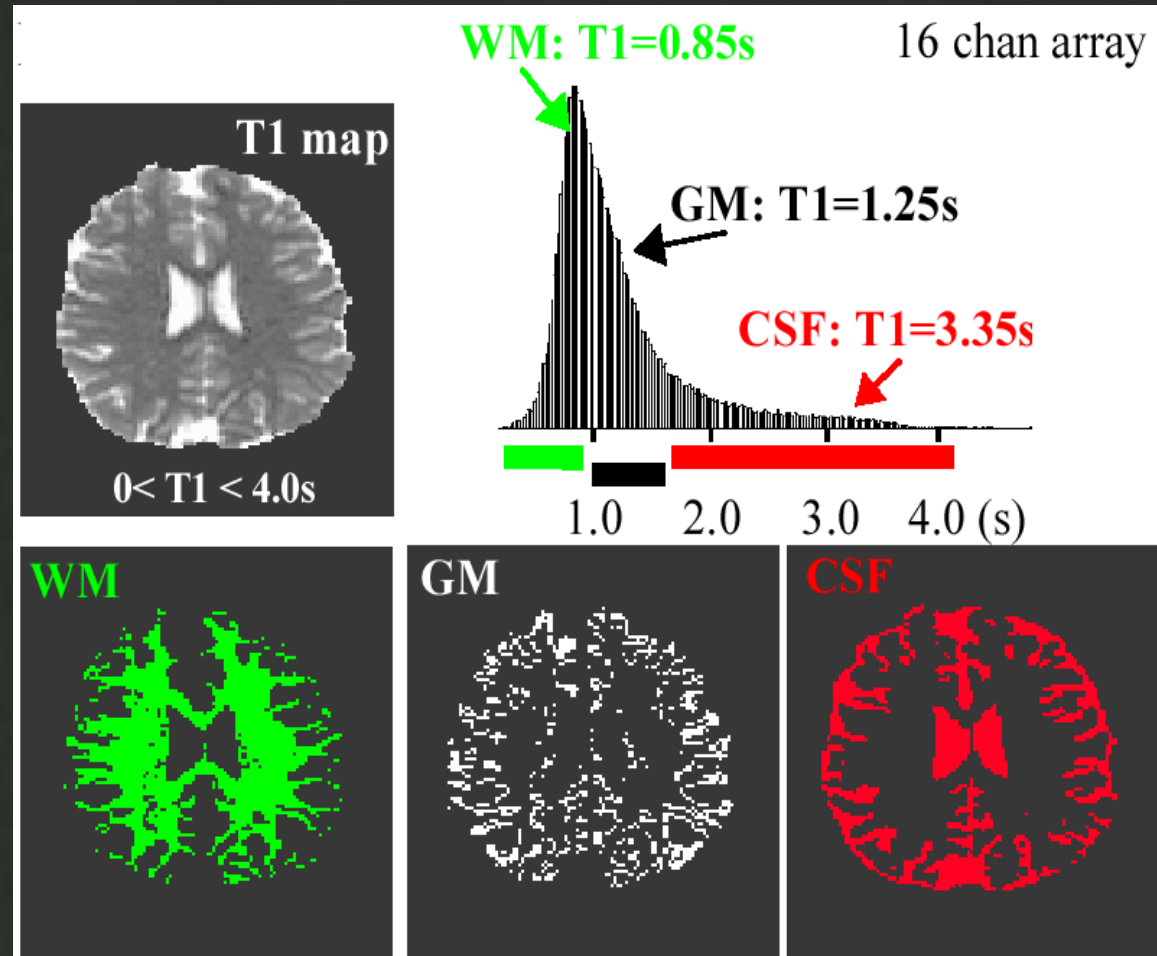 WM: T1=0.85s
16 chan array
T1 map
GM: T1=1.25s
CSF: T1=3.35s
0< T1 < 4.0s
1.0 2.0 3.0 4.0 (s)
WM
GM
CSF